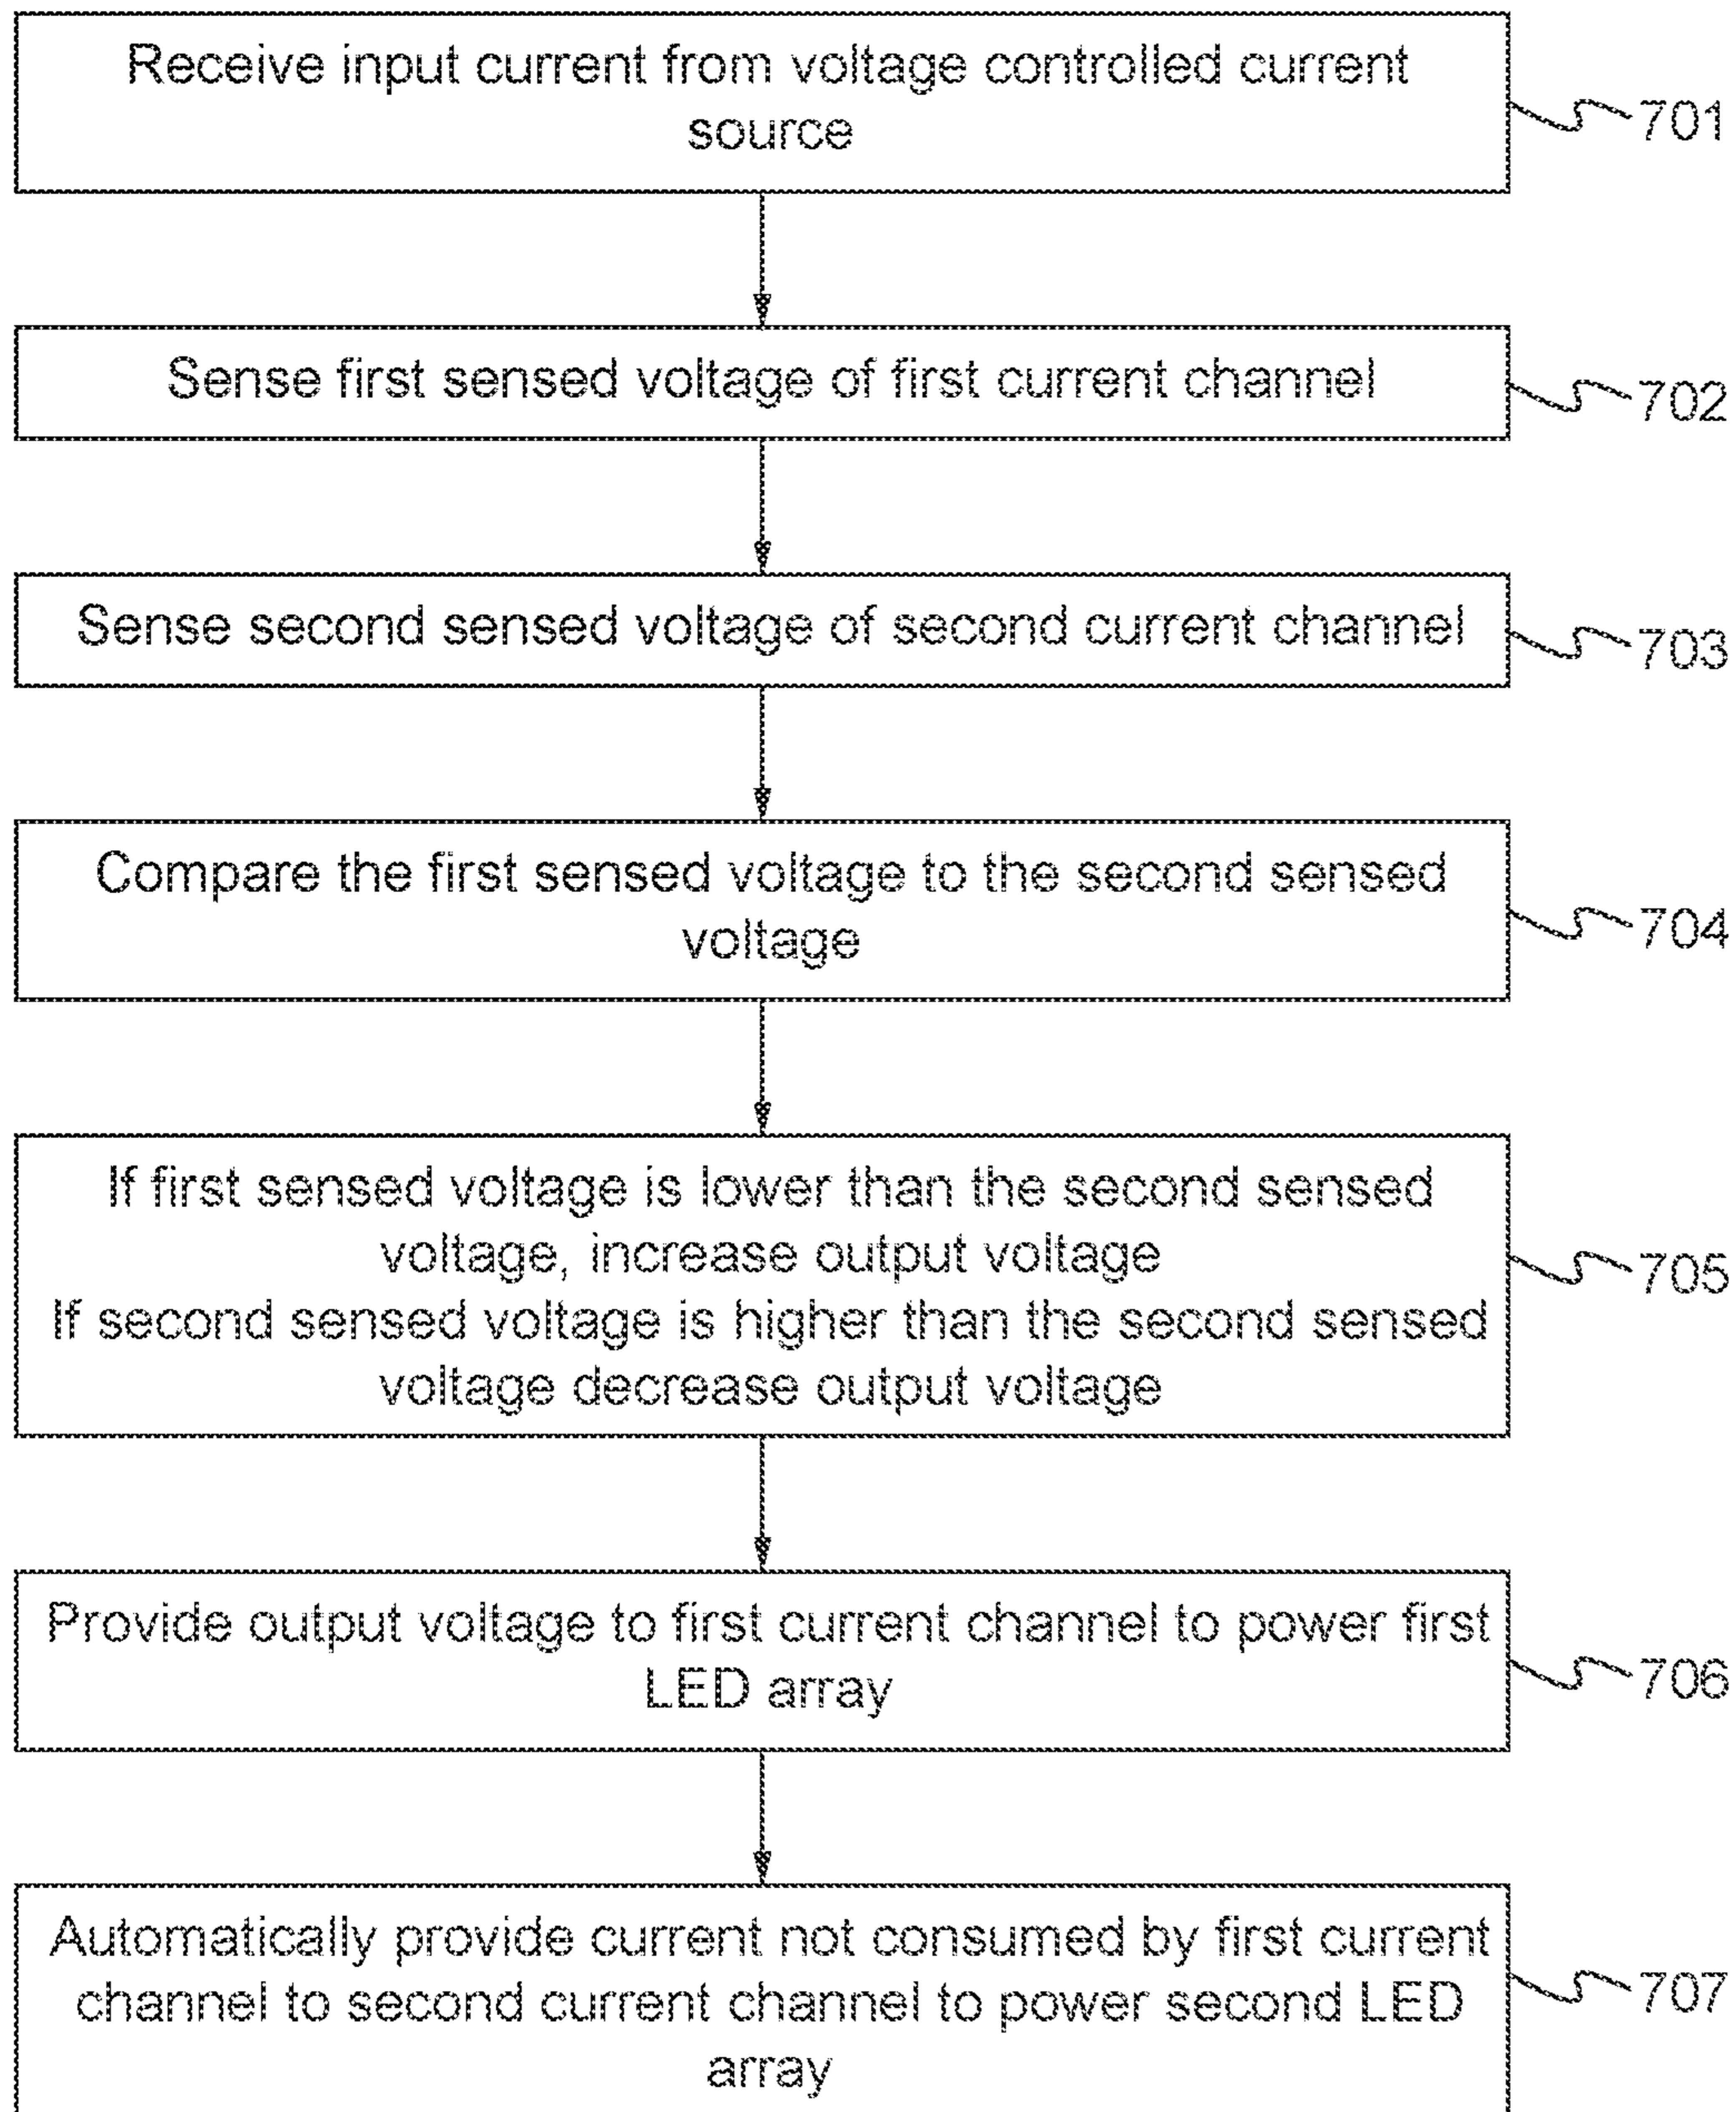 Receive input current from voltage controlled current
source
701
Sense first sensed voltage of first current channel
702
Sense second sensed voltage of second current channel
703
Compare the first sensed voltage to the second sensed
voltage
704
If first sensed voltage is lower than the second sensed
voltage, increase output voltage
If second sensed voltage is higher than the second sensed
voltage decrease output voltage
705
Provide output voltage to first current channel to power first
LED array
706
Automatically provide current not consumed by first current
channel to second current channel to power second LED
array
707